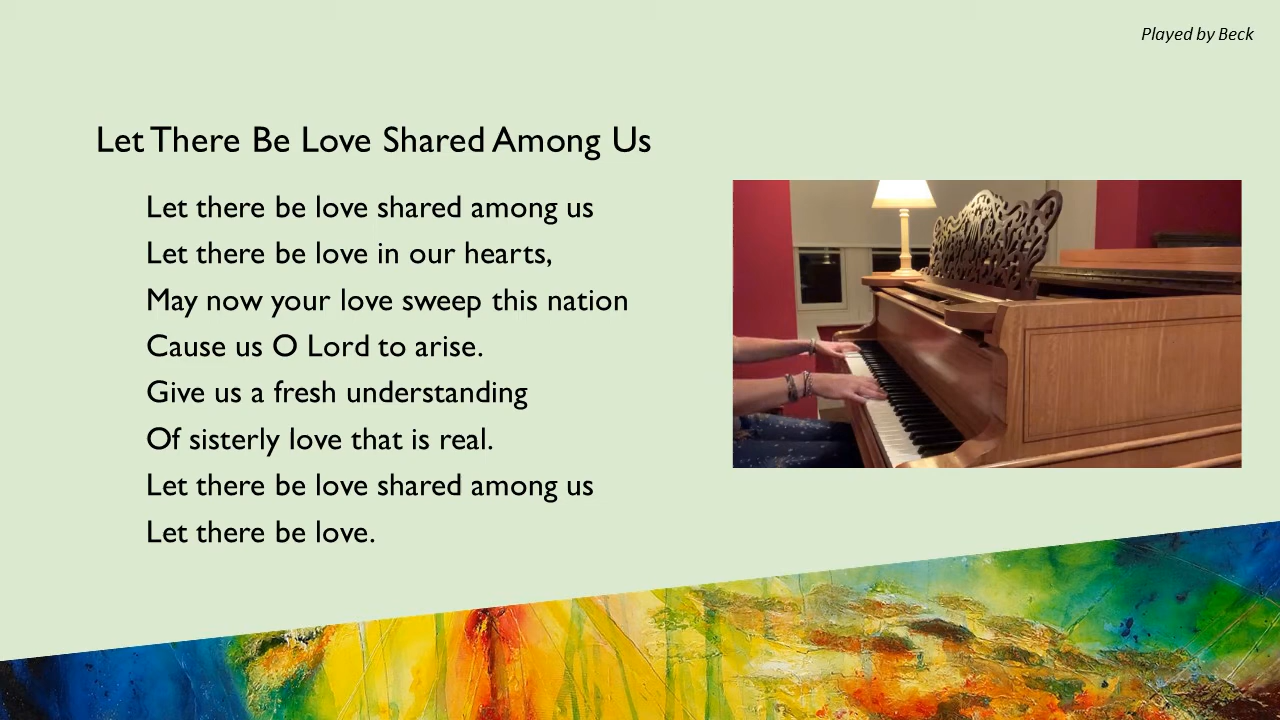 Played by Beck
Let There Be Love Shared Among Us
Let there be love shared among us
Let there be love in our hearts,
May now your love sweep this nation
Cause us O Lord to arise.
Give us a fresh understanding
Of sisterly love that is real.
Let there be love shared among us
Let there be love.